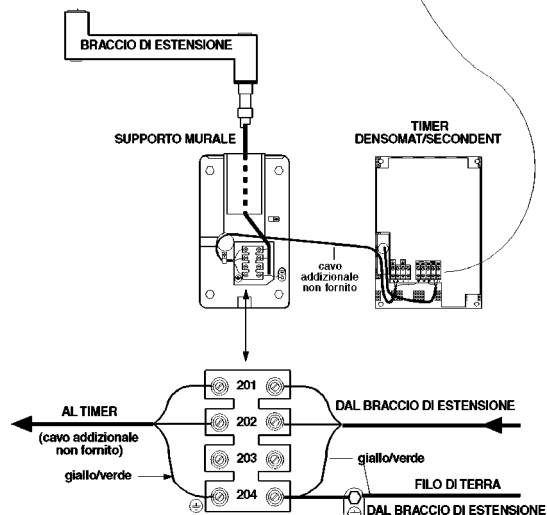 BRACCIO DI ESTENSIONE
SUPPORTO MURALE
TIMER
DENSOMAT/SECONDENT
cavo
addizionale
non fornito
201
202
203
204
AL TIMER
(cavo addizionale
non fornito)
giallo/verde
DAL BRACCIO DI ESTENSIONE
giallo/verde
FILO DI TERRA
DAL BRACCIO DI ESTENSIONE